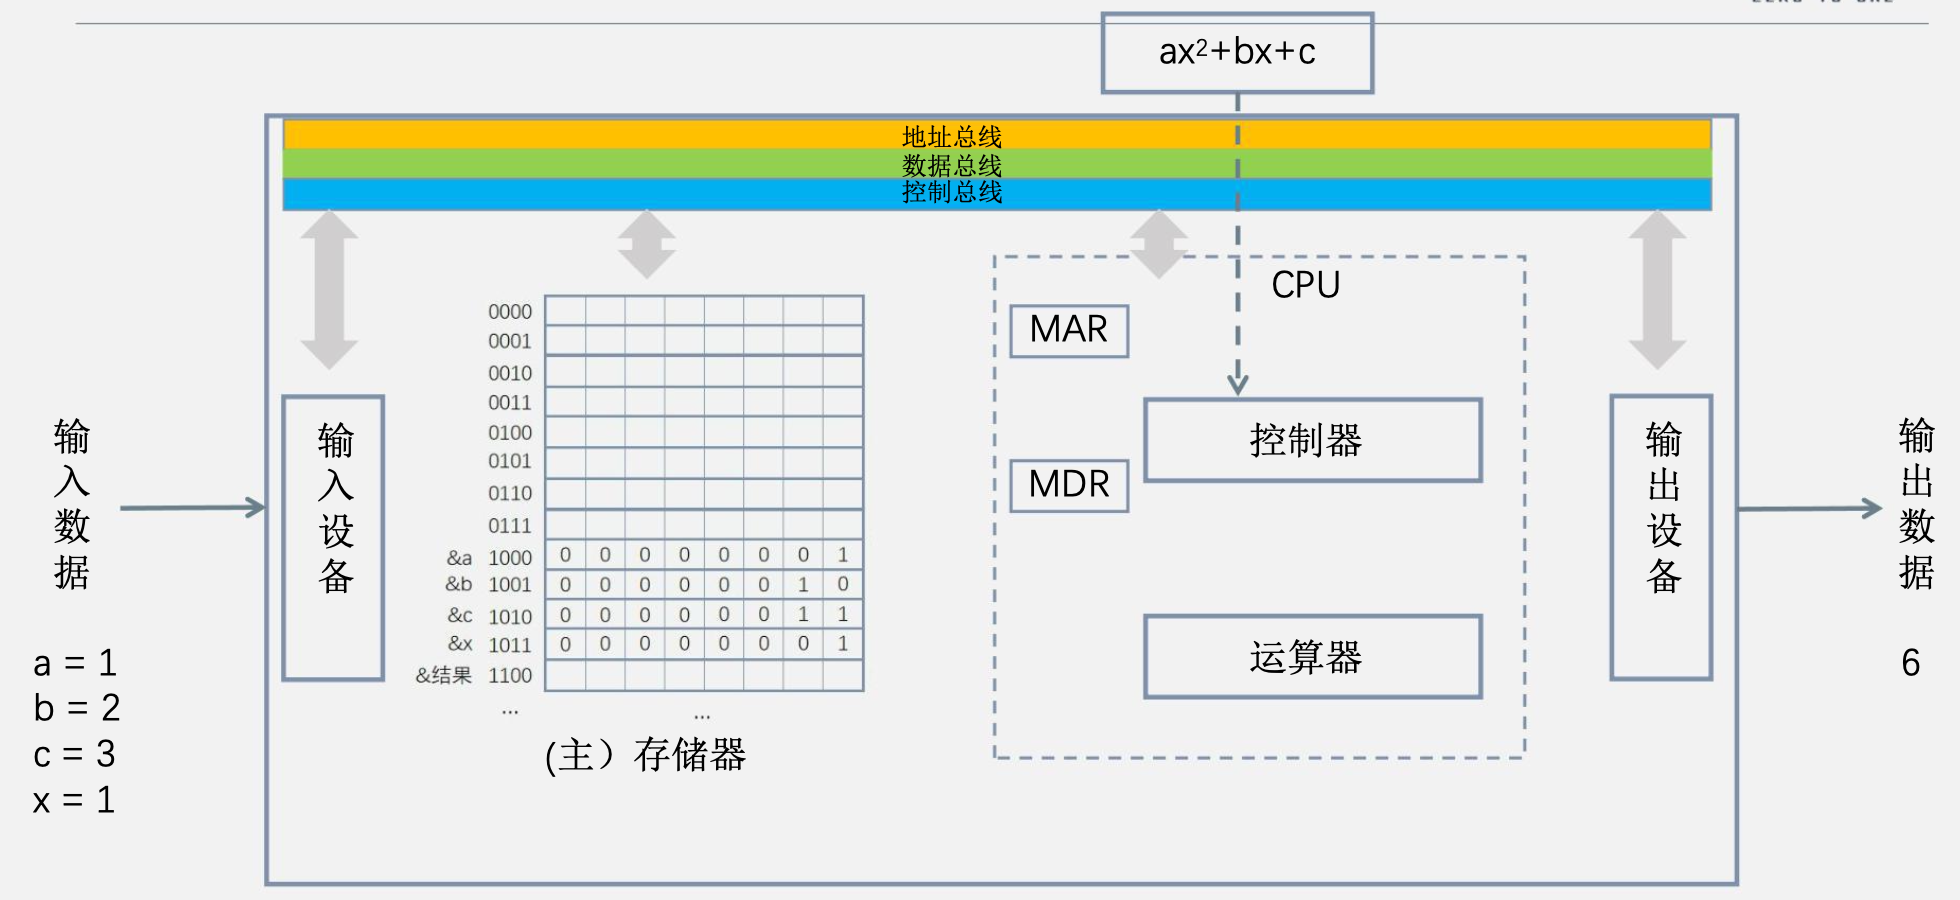 ax²+bx+c
地址总线
数据总线
控制总线
CPU
MAR
MDR
控制器
运算器
输入数据
输入设备
输出设备
输出数据
a = 1
b = 2
c = 3
x = 1
6
0000
0001
0010
0011
0100
0101
0110
0111
&a 1000 0 0 0 0 0 0 0 1
&b 1001 0 0 0 0 0 0 1 0
&c 1010 0 0 0 0 0 0 1 1
&x 1011 0 0 0 0 0 0 0 1
&结果 1100
... ...
(主）存储器